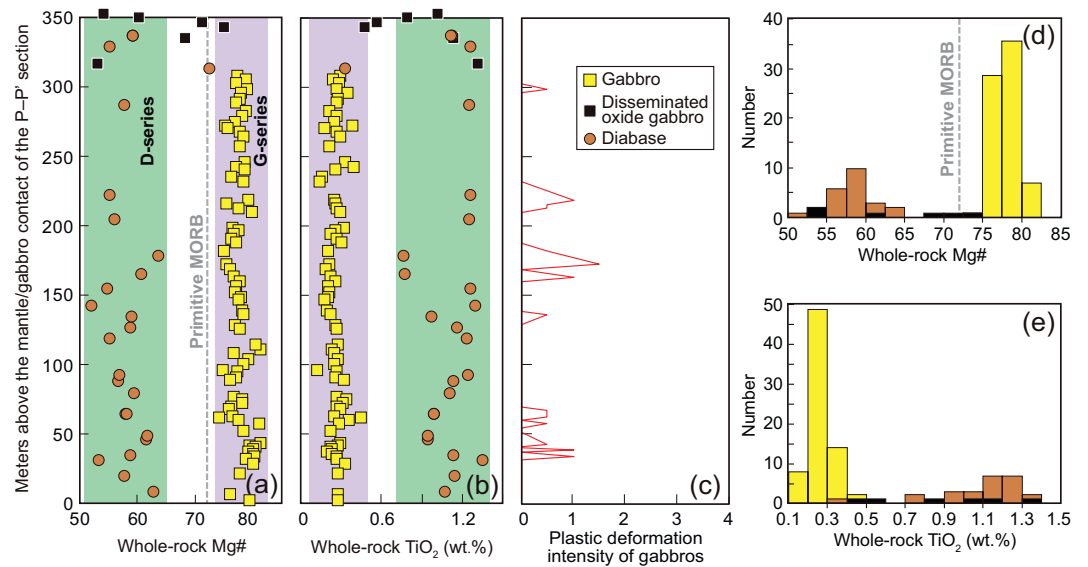 Meters above the mantle/gabbro contact of the P–P' section
350
300
250
200
150
100
50
0
D-series
G-series
Primitive MORB
(a)
50
60
70
80
Whole-rock Mg#
(b)
0
0.6
1.2
Whole-rock TiO2 (wt.%)
Gabbro
Disseminated
oxide gabbro
Diabase
(c)
0
1
2
3
4
Plastic deformation
intensity of gabbros
(d)
Number
40
30
20
10
0
Primitive MORB
50
55
60
65
70
75
80
85
Whole-rock Mg#
(e)
Number
50
40
30
20
10
0
0.1
0.3
0.5
0.7
0.9
1.1
1.3
1.5
Whole-rock TiO2 (wt.%)